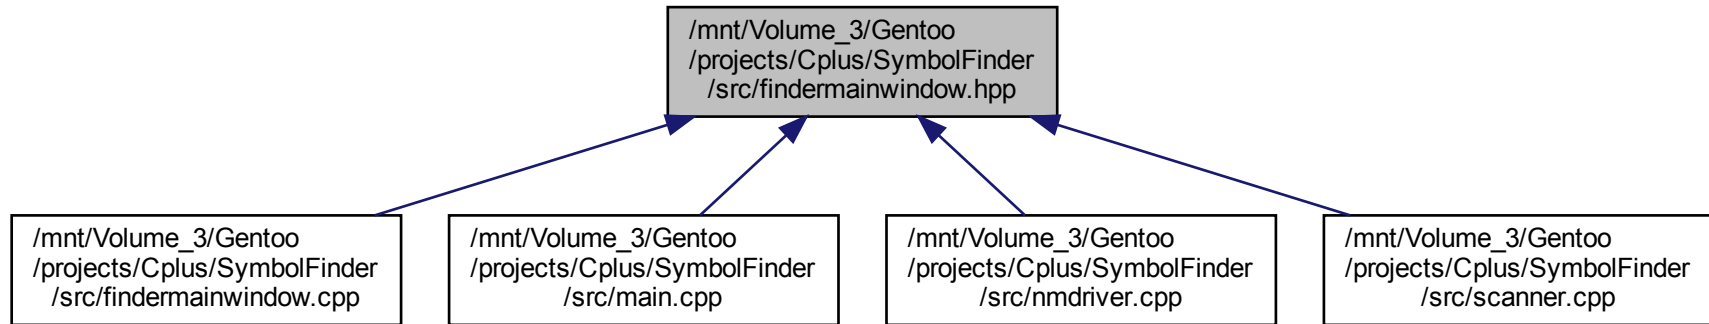 /mnt/Volume_3/Gentoo
/projects/Cplus/SymbolFinder
/src/findermainwindow.hpp
/mnt/Volume_3/Gentoo
/projects/Cplus/SymbolFinder
/src/findermainwindow.cpp
/mnt/Volume_3/Gentoo
/projects/Cplus/SymbolFinder
/src/main.cpp
/mnt/Volume_3/Gentoo
/projects/Cplus/SymbolFinder
/src/nmdriver.cpp
/mnt/Volume_3/Gentoo
/projects/Cplus/SymbolFinder
/src/scanner.cpp